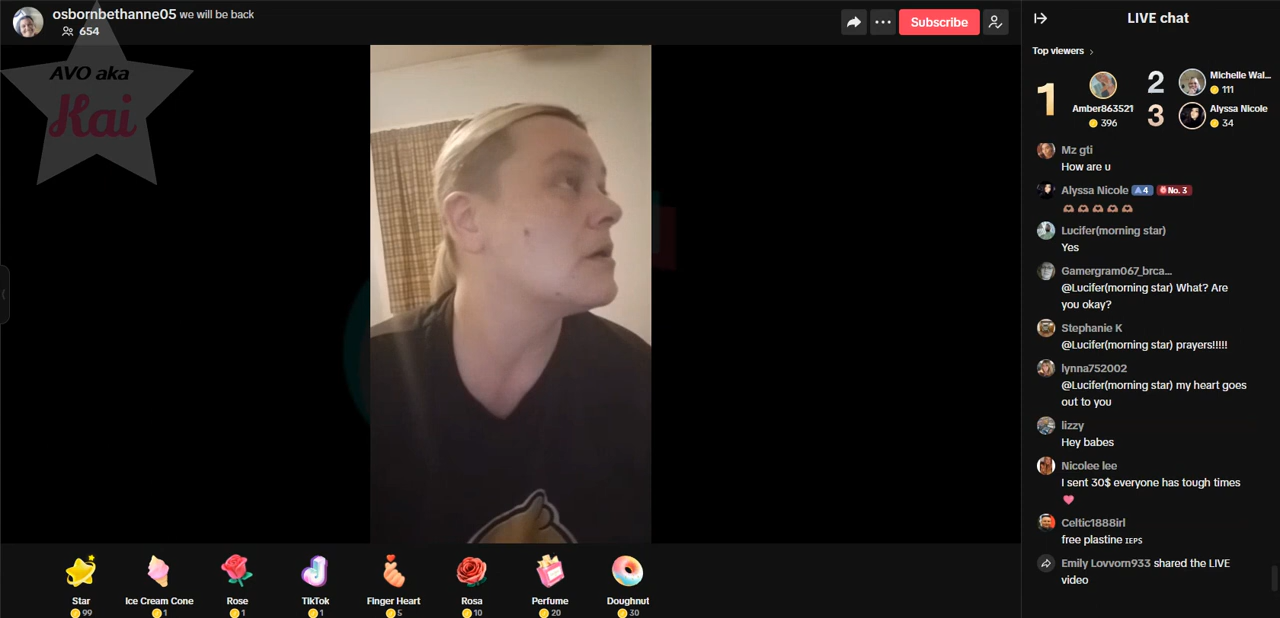 osbornbethanne05 we will be back
654
Subscribe
LIVE chat
AVO aka
Kai
Top viewers
1
Amber863521
396
2
Michelle Wal...
111
3
Alyssa Nicole
34
Mz gti
How are u
Alyssa Nicole 4 No. 3
Lucifer(morning star)
Yes
Gamergram067_brca...
@Lucifer(morning star) What? Are
you okay?
Stephanie K
@Lucifer(morning star) prayers!!!!!
lynna752002
@Lucifer(morning star) my heart goes
out to you
lizzy
Hey babes
Nicolee lee
I sent 30$ everyone has tough times
Celtic1888irl
free plastine ɪᴇᴘs
Emily Lovvorn933 shared the LIVE
video
Star
99
Ice Cream Cone
1
Rose
1
TikTok
1
Finger Heart
5
Rosa
10
Perfume
20
Doughnut
30